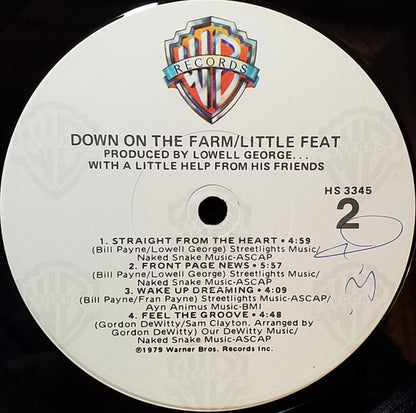 WB
RECORDS
DOWN ON THE FARM/LITTLE FEAT
PRODUCED BY LOWELL GEORGE...
WITH A LITTLE HELP FROM HIS FRIENDS
HS 3345
2
1. STRAIGHT FROM THE HEART • 4:59
(Bill Payne/Lowell George) Streetlights Music/
Naked Snake Music-ASCAP
2. FRONT PAGE NEWS • 5:57
(Bill Payne/Lowell George) Streetlights Music/
Naked Snake Music-ASCAP
3. WAKE UP DREAMING • 4:09
(Bill Payne/Fran Payne) Streetlights Music-ASCAP/
Ayn Animus Music-BMI
4. FEEL THE GROOVE • 4:48
(Gordon DeWitty/Sam Clayton. Arranged by
Gordon DeWitty) Our DeWitty Music/
Naked Snake Music-ASCAP
©1979 Warner Bros. Records Inc.